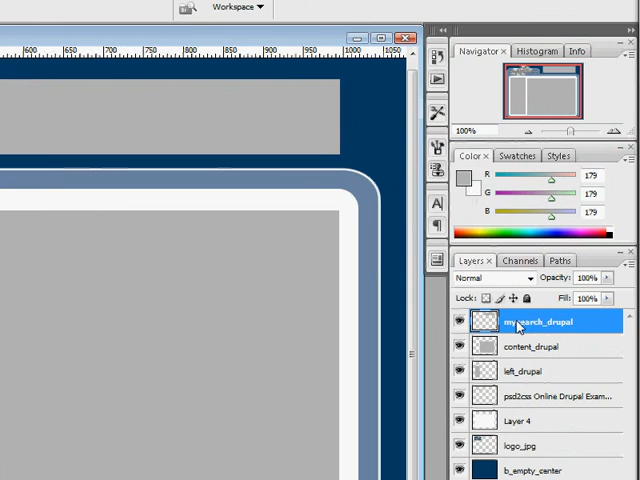 Workspace
600 650 700 750 800 850 900 950 1000 1050
Navigator × Histogram Info
100%
Color × Swatches Styles
R 179
G 179
B 179
Layers × Channels Paths
Normal Opacity: 100%
Lock: Fill: 100%
content_drupal
left_drupal
psd2css Online Drupal Exam...
Layer 4
logo_jpg
b_empty_center
A